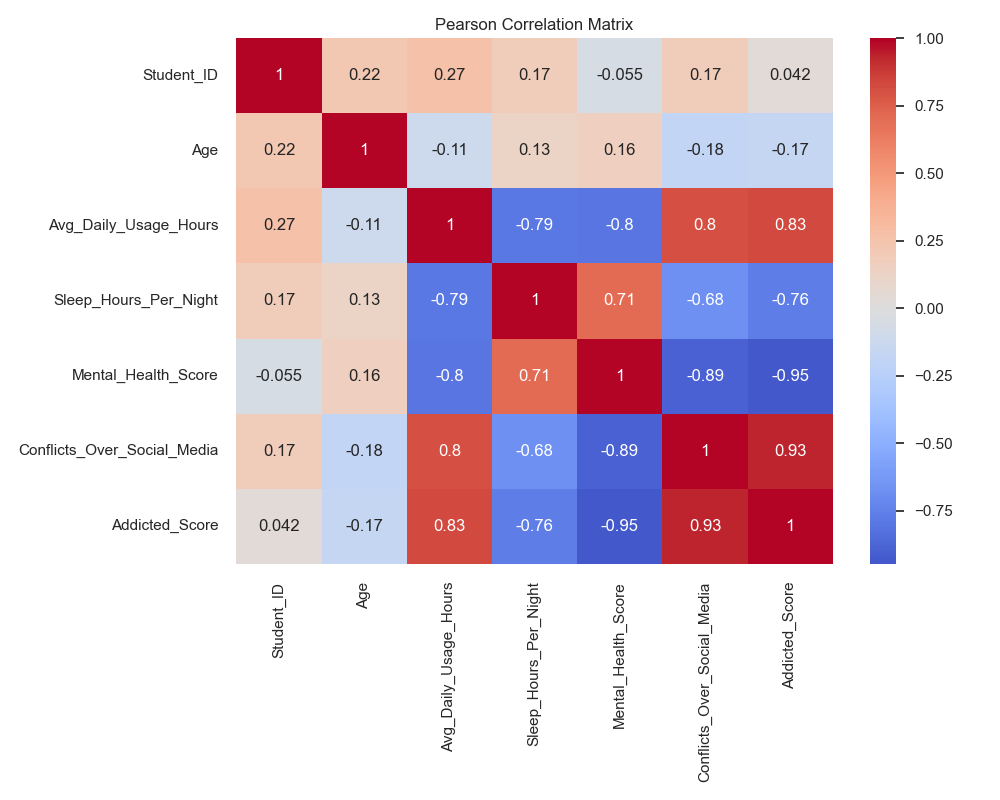 Pearson Correlation Matrix
Student_ID 1 0.22 0.27 0.17 -0.055 0.17 0.042
Age 0.22 1 -0.11 0.13 0.16 -0.18 -0.17
Avg_Daily_Usage_Hours 0.27 -0.11 1 -0.79 -0.8 0.8 0.83
Sleep_Hours_Per_Night 0.17 0.13 -0.79 1 0.71 -0.68 -0.76
Mental_Health_Score -0.055 0.16 -0.8 0.71 1 -0.89 -0.95
Conflicts_Over_Social_Media 0.17 -0.18 0.8 -0.68 -0.89 1 0.93
Addicted_Score 0.042 -0.17 0.83 -0.76 -0.95 0.93 1
Student_ID
Age
Avg_Daily_Usage_Hours
Sleep_Hours_Per_Night
Mental_Health_Score
Conflicts_Over_Social_Media
Addicted_Score
1.00
0.75
0.50
0.25
0.00
−0.25
−0.50
−0.75